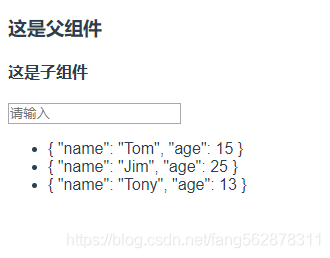 这是父组件
这是子组件
请输入
{ "name": "Tom", "age": 15 }
{ "name": "Jim", "age": 25 }
{ "name": "Tony", "age": 13 }
https://blog.csdn.net/fang562878311